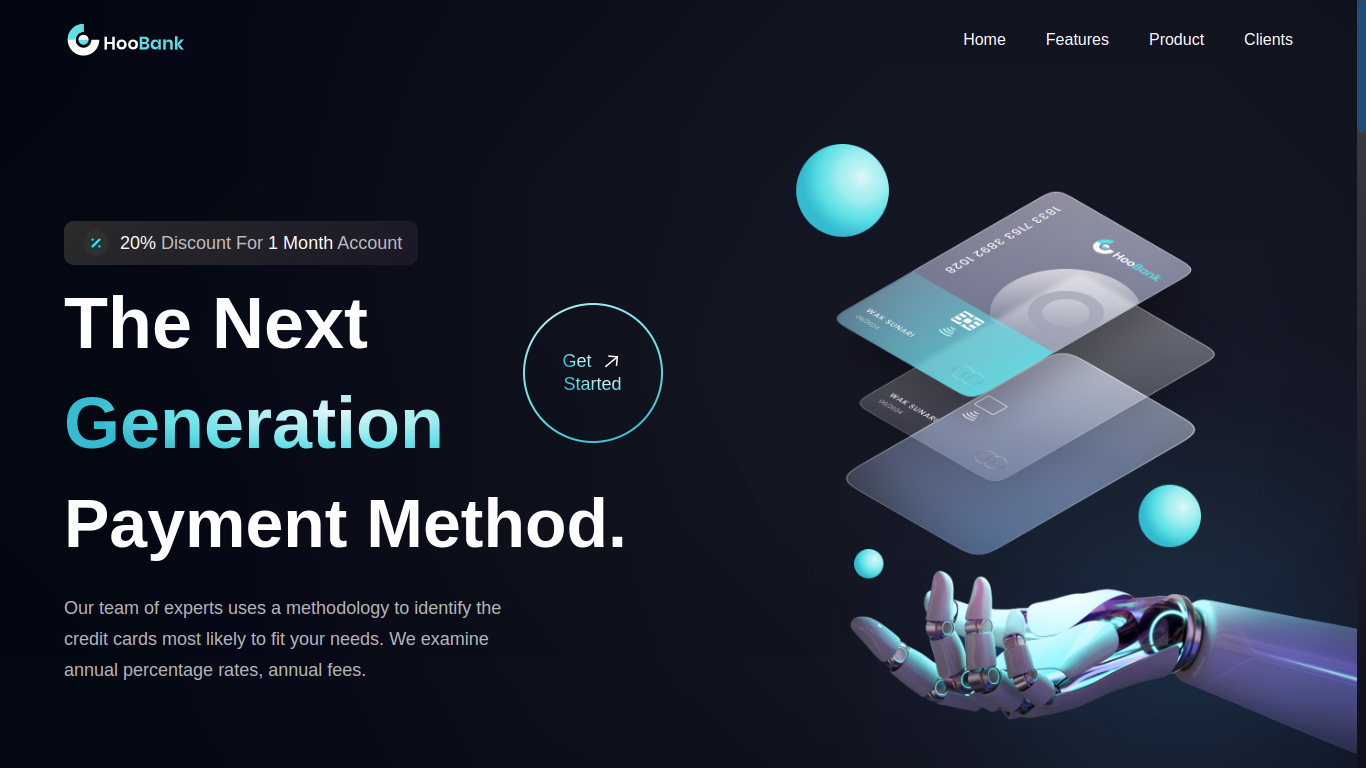 HooBank
Home Features Product Clients
20% Discount For 1 Month Account
The Next
Generation
Payment Method.
Get
Started
Our team of experts uses a methodology to identify the
credit cards most likely to fit your needs. We examine
annual percentage rates, annual fees.
1833 7163 3892 1028
HooBank
WAK SUNARI
06/2024
WAK SUNARI
06/2024